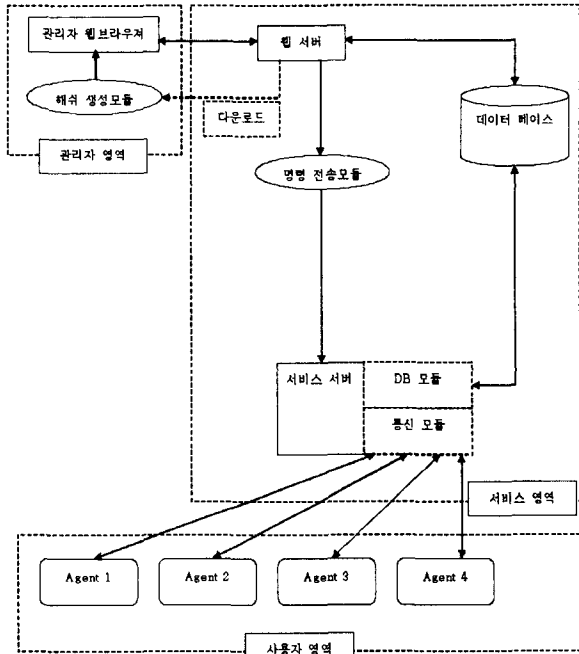 관리자 웹브라우져
웹 서버
해쉬 생성모듈
다운로드
데이터 베이스
관리자 영역
명령 전송모듈
서비스 서버
DB 모듈
통신 모듈
서비스 영역
Agent 1
Agent 2
Agent 3
Agent 4
사용자 영역